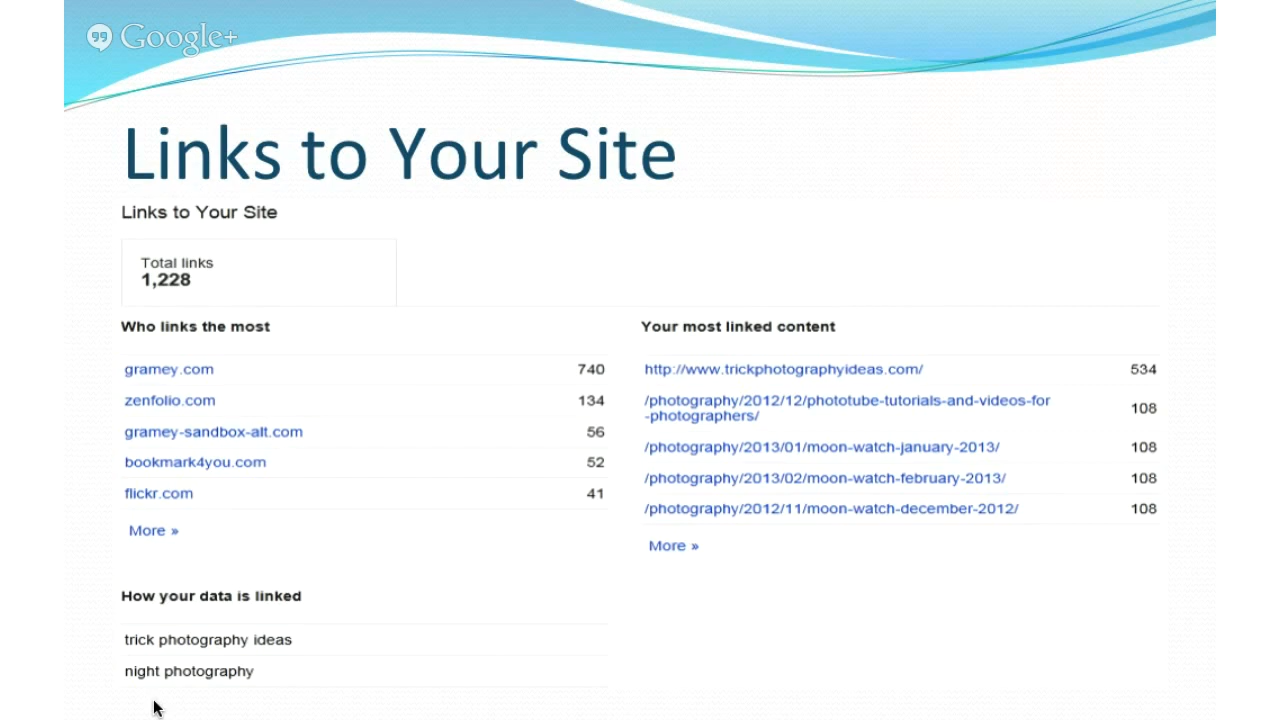 Google+
Links to Your Site
Links to Your Site
Total links
1,228
Who links the most
gramey.com 740
zenfolio.com 134
gramey-sandbox-alt.com 56
bookmark4you.com 52
flickr.com 41
More »
Your most linked content
http://www.trickphotographyideas.com/ 534
/photography/2012/12/phototube-tutorials-and-videos-for
-photographers/ 108
/photography/2013/01/moon-watch-january-2013/ 108
/photography/2013/02/moon-watch-february-2013/ 108
/photography/2012/11/moon-watch-december-2012/ 108
More »
How your data is linked
trick photography ideas
night photography